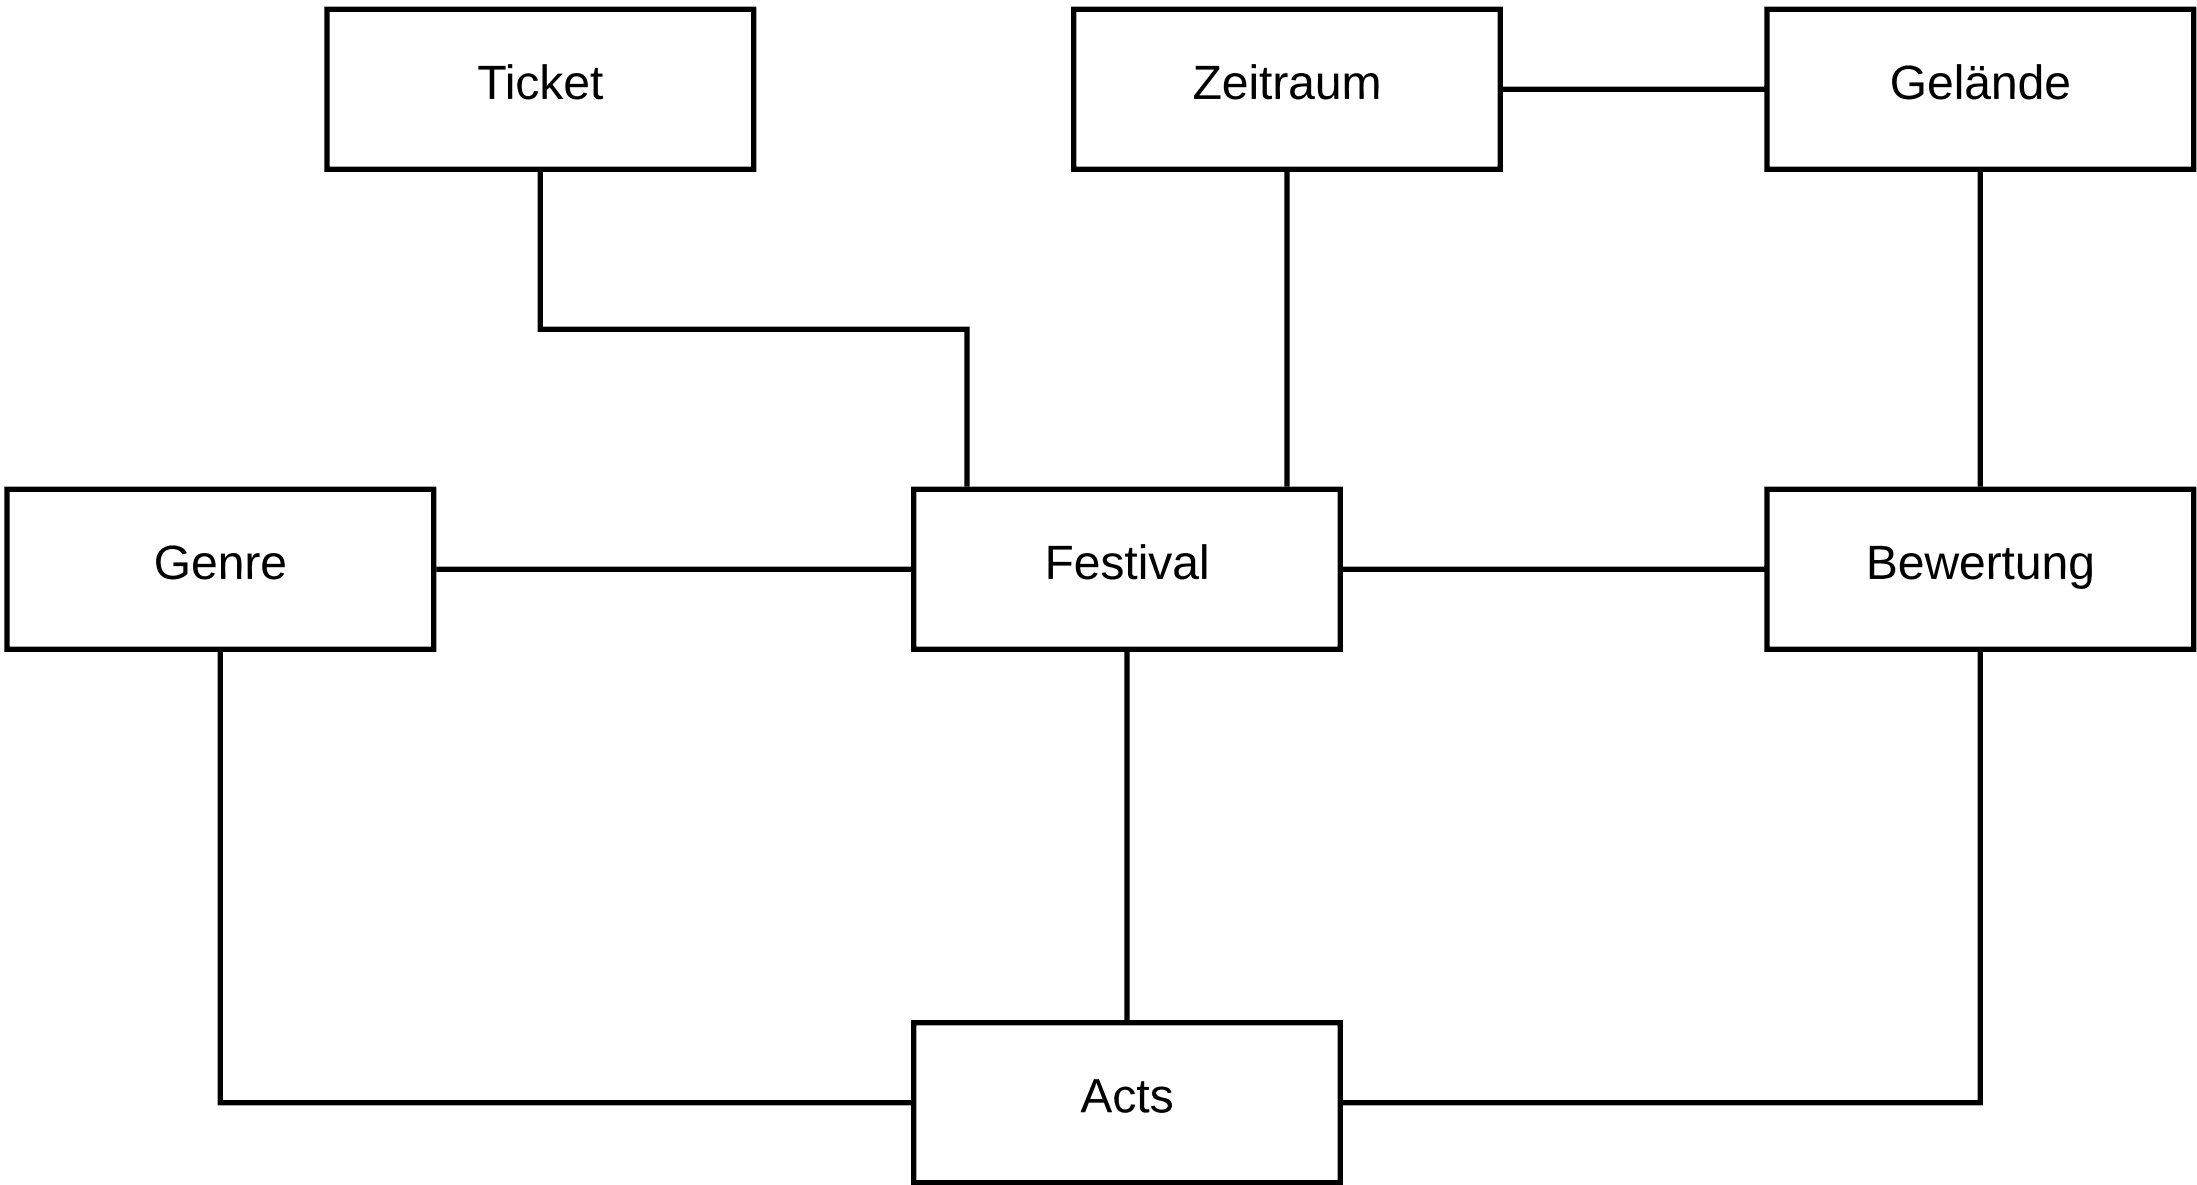 Ticket
Zeitraum
Gelände
Genre
Festival
Bewertung
Acts